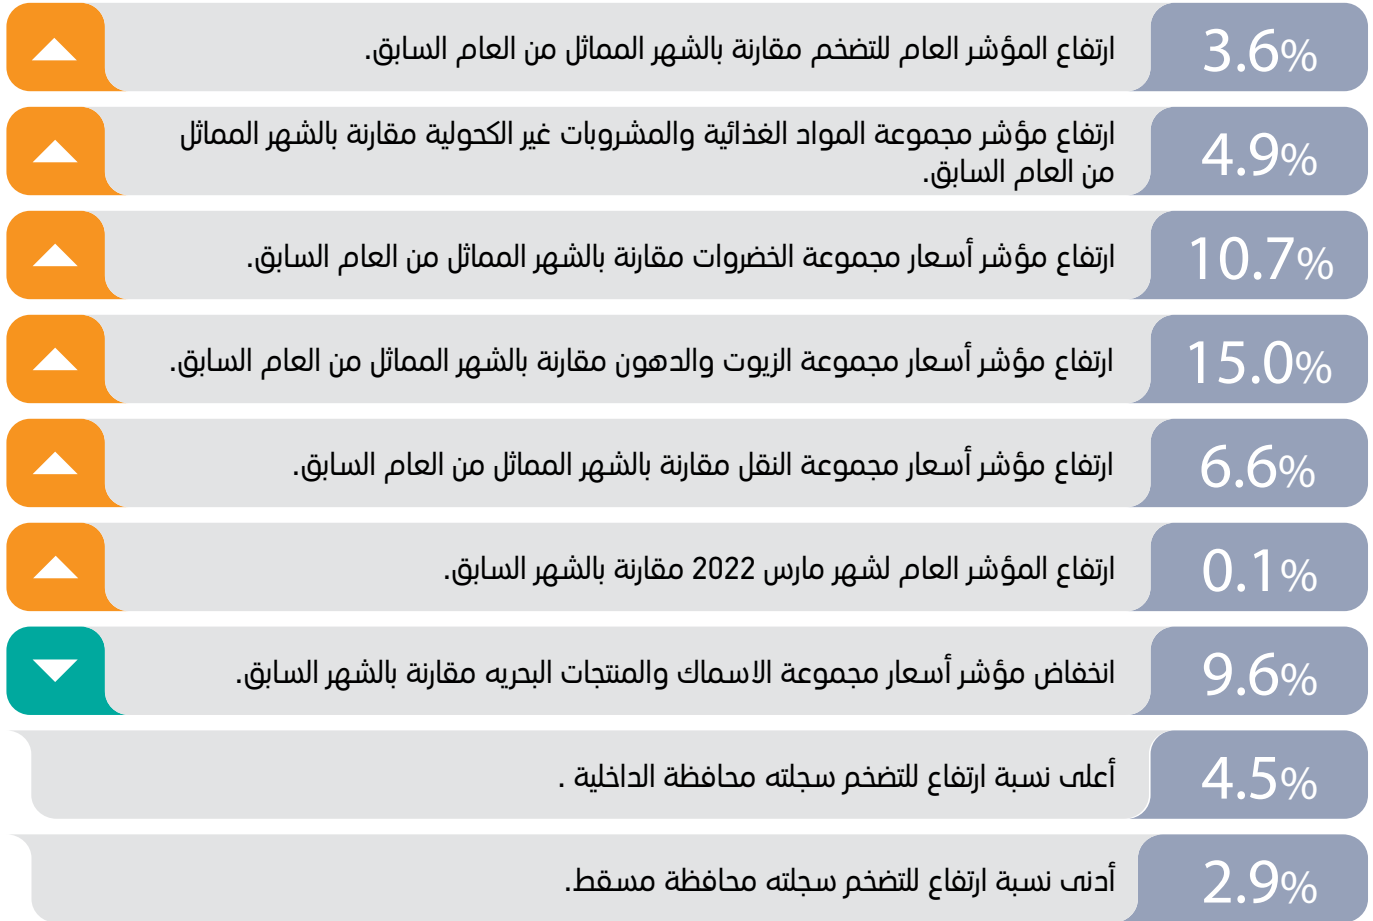 3.6%
ارتفاع المؤشر العام للتضخم مقارنة بالشهر المماثل من العام السابق.
4.9%
ارتفاع مؤشر مجموعة المواد الغذائية والمشروبات غير الكحولية مقارنة بالشهر المماثل
من العام السابق.
10.7%
ارتفاع مؤشر أسعار مجموعة الخضروات مقارنة بالشهر المماثل من العام السابق.
15.0%
ارتفاع مؤشر أسعار مجموعة الزيوت والدهون مقارنة بالشهر المماثل من العام السابق.
6.6%
ارتفاع مؤشر أسعار مجموعة النقل مقارنة بالشهر المماثل من العام السابق.
0.1%
ارتفاع المؤشر العام لشهر مارس 2022 مقارنة بالشهر السابق.
9.6%
انخفاض مؤشر أسعار مجموعة الاسماك والمنتجات البحريه مقارنة بالشهر السابق.
4.5%
أعلى نسبة ارتفاع للتضخم سجلته محافظة الداخلية .
2.9%
أدنى نسبة ارتفاع للتضخم سجلته محافظة مسقط.